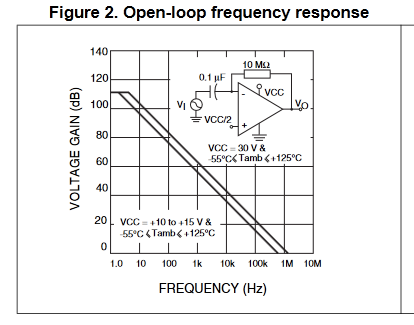 Figure 2. Open-loop frequency response
VOLTAGE GAIN (dB)
140
120
100
80
60
40
20
0
10 MΩ
0.1 µF
VCC
VI
VO
VCC/2
-
+
VCC = 30 V &
-55°C ⩽ Tamb ⩽ +125°C
VCC = +10 to +15 V &
-55°C ⩽ Tamb ⩽ +125°C
1.0 10 100 1k 10k 100k 1M 10M
FREQUENCY (Hz)